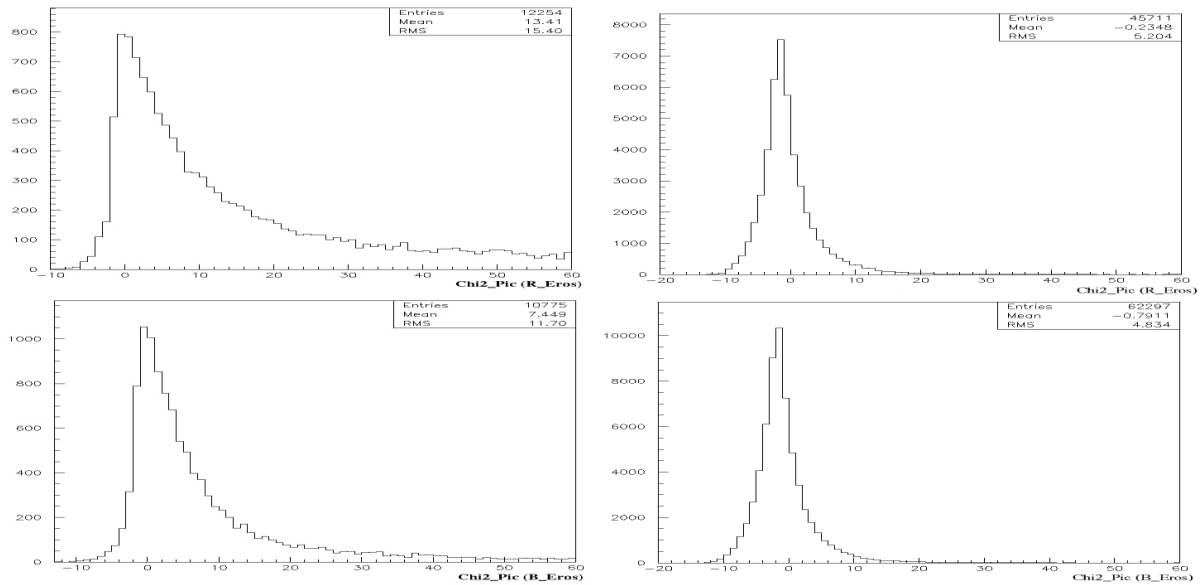 Entries 12254
Mean 13.41
RMS 15.40
800
700
600
500
400
300
200
100
0
-10 0 10 20 30 40 50 60
Chi2_Pic (R_Eros)
Entries 45711
Mean -0.2348
RMS 5.204
8000
7000
6000
5000
4000
3000
2000
1000
0
-20 -10 0 10 20 30 40 50 60
Chi2_Pic (R_Eros)
Entries 10775
Mean 7.449
RMS 11.70
1000
800
600
400
200
0
-10 0 10 20 30 40 50 60
Chi2_Pic (B_Eros)
Entries 62297
Mean -0.7911
RMS 4.834
10000
8000
6000
4000
2000
0
-20 -10 0 10 20 30 40 50 60
Chi2_Pic (B_Eros)